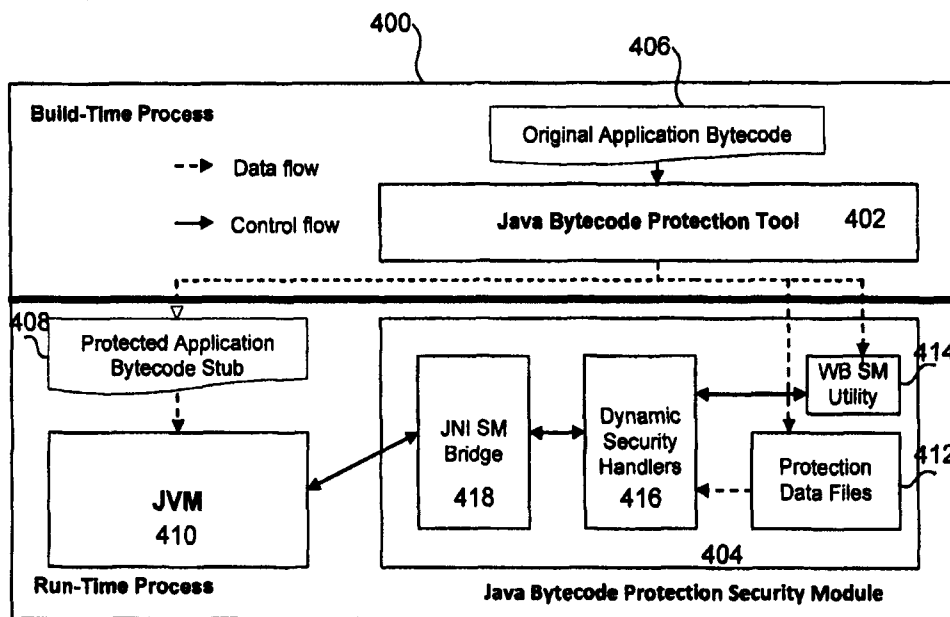 400
406
Build-Time Process
Original Application Bytecode
Data flow
Control flow
Java Bytecode Protection Tool 402
408
Protected Application
Bytecode Stub
414
WB SM
Utility
JNI SM
Bridge
418
Dynamic
Security
Handlers
416
412
Protection
Data Files
JVM
410
404
Run-Time Process
Java Bytecode Protection Security Module